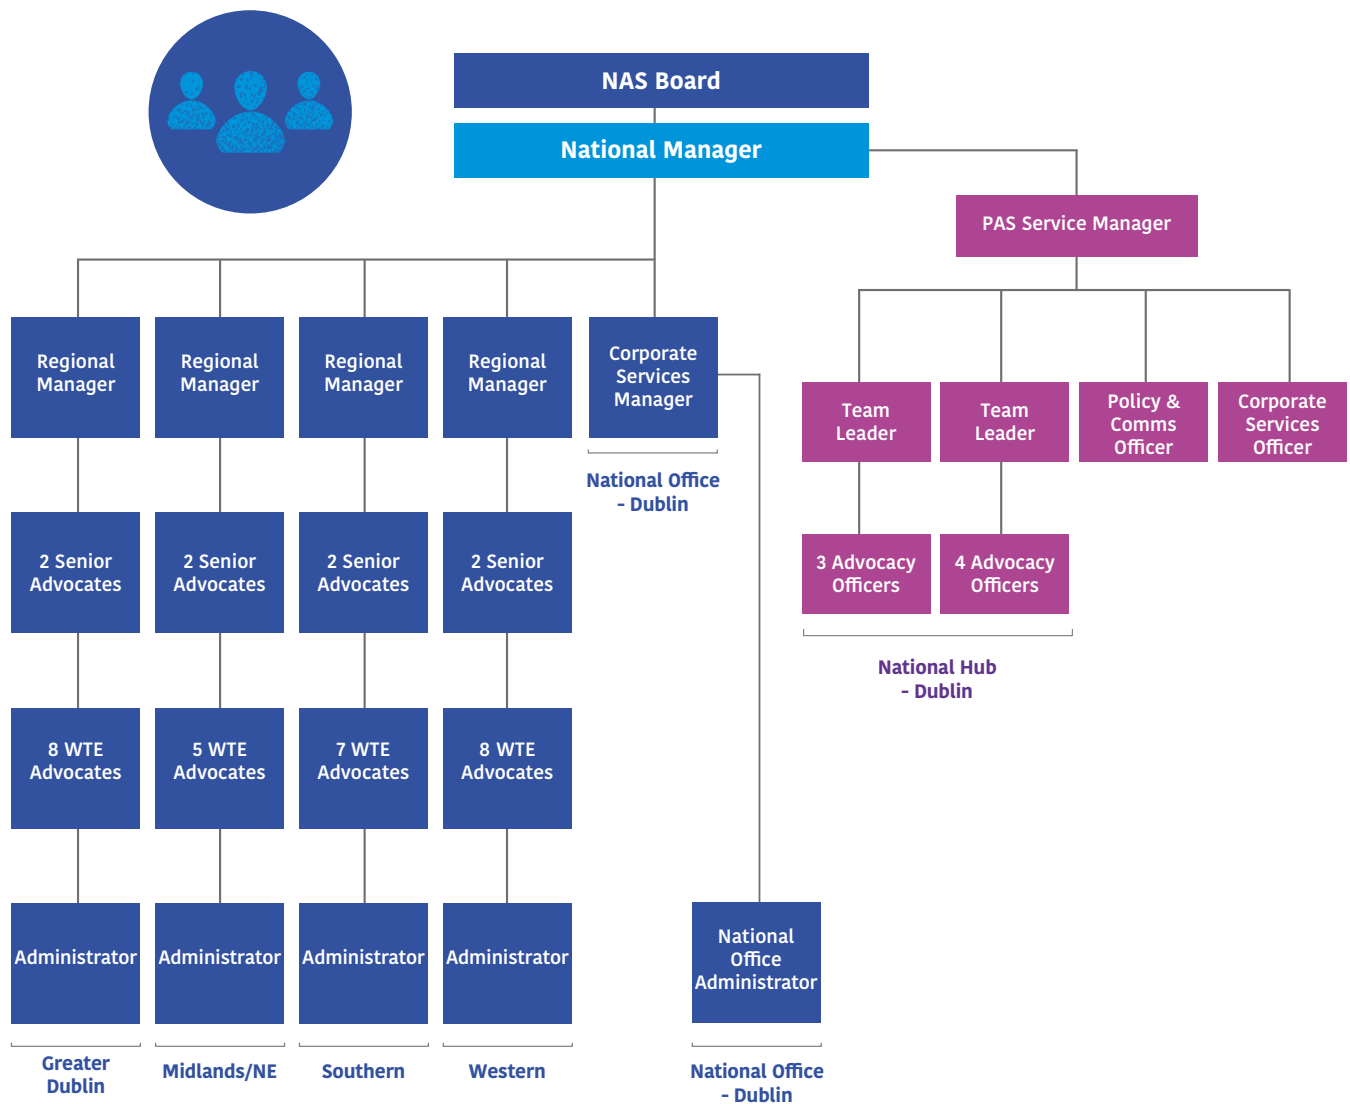 NAS Board
National Manager
PAS Service Manager
Regional
Manager
Regional
Manager
Regional
Manager
Regional
Manager
Corporate
Services
Manager
National Office
- Dublin
Team
Leader
Team
Leader
Policy &
Comms
Officer
Corporate
Services
Officer
2 Senior
Advocates
2 Senior
Advocates
2 Senior
Advocates
2 Senior
Advocates
3 Advocacy
Officers
4 Advocacy
Officers
National Hub
- Dublin
8 WTE
Advocates
5 WTE
Advocates
7 WTE
Advocates
8 WTE
Advocates
Administrator
Administrator
Administrator
Administrator
National
Office
Administrator
Greater
Dublin
Midlands/NE
Southern
Western
National Office
- Dublin